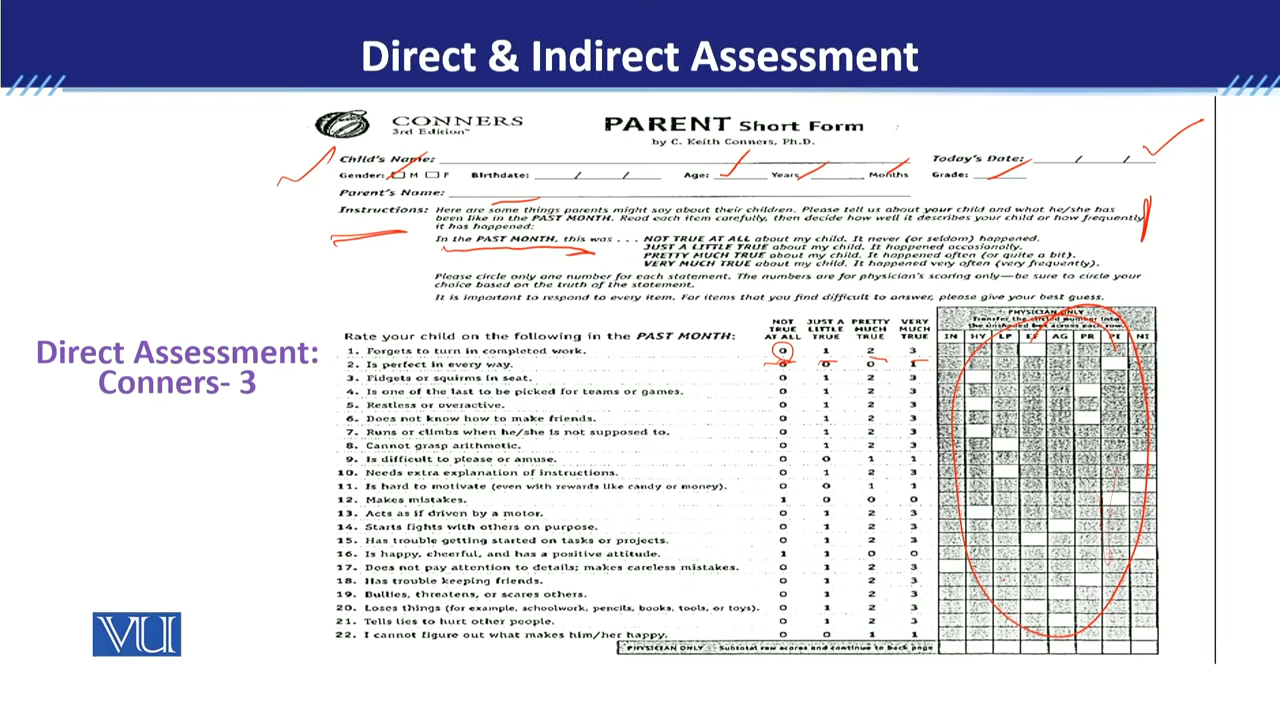 Direct & Indirect Assessment
CONNERS
3rd Edition™
PARENT Short Form
by C. Keith Conners, Ph.D.
Child's Name: Today's Date: / /
Gender: M F Birthdate: / / Age: Years Months Grade:
Parent's Name:
Instructions: Here are some things parents might say about their children. Please tell us about your child and what he/she has
been like in the PAST MONTH. Read each item carefully, then decide how well it describes your child or how frequently
it has happened:
In the PAST MONTH, this was . . . NOT TRUE AT ALL about my child. It never (or seldom) happened.
JUST A LITTLE TRUE about my child. It happened occasionally.
PRETTY MUCH TRUE about my child. It happened often (or quite a bit).
VERY MUCH TRUE about my child. It happened very often (very frequently).
Please circle only one number for each statement. The numbers are for physician's scoring only—be sure to circle your
choice based on the truth of the statement.
It is important to respond to every item. For items that you find difficult to answer, please give your best guess.
Direct Assessment:
Conners- 3
PHYSICIAN ONLY
Transfer the circled number into
the unshaded box across each row.
NOT JUST A PRETTY VERY
TRUE LITTLE MUCH MUCH
AT ALL TRUE TRUE TRUE
Rate your child on the following in the PAST MONTH: IN HY LP AG PR PI NI
1. Forgets to turn in completed work. 0 1 2 3
2. Is perfect in every way. 0 0 0 1
3. Fidgets or squirms in seat. 0 1 2 3
4. Is one of the last to be picked for teams or games. 0 1 2 3
5. Restless or overactive. 0 1 2 3
6. Does not know how to make friends. 0 1 2 3
7. Runs or climbs when he/she is not supposed to. 0 1 2 3
8. Cannot grasp arithmetic. 0 1 2 3
9. Is difficult to please or amuse. 0 0 1 1
10. Needs extra explanation of instructions. 0 1 2 3
11. Is hard to motivate (even with rewards like candy or money). 0 0 1 1
12. Makes mistakes. 1 0 0 0
13. Acts as if driven by a motor. 0 1 2 3
14. Starts fights with others on purpose. 0 1 2 3
15. Has trouble getting started on tasks or projects. 0 1 2 3
16. Is happy, cheerful, and has a positive attitude. 1 1 0 0
17. Does not pay attention to details; makes careless mistakes. 0 1 2 3
18. Has trouble keeping friends. 0 1 2 3
19. Bullies, threatens, or scares others. 0 1 2 3
20. Loses things (for example, schoolwork, pencils, books, tools, or toys). 0 1 2 3
21. Tells lies to hurt other people. 0 1 2 3
22. I cannot figure out what makes him/her happy. 0 0 1 1
PHYSICIAN ONLY Subtotal raw scores and continue to back page
VU